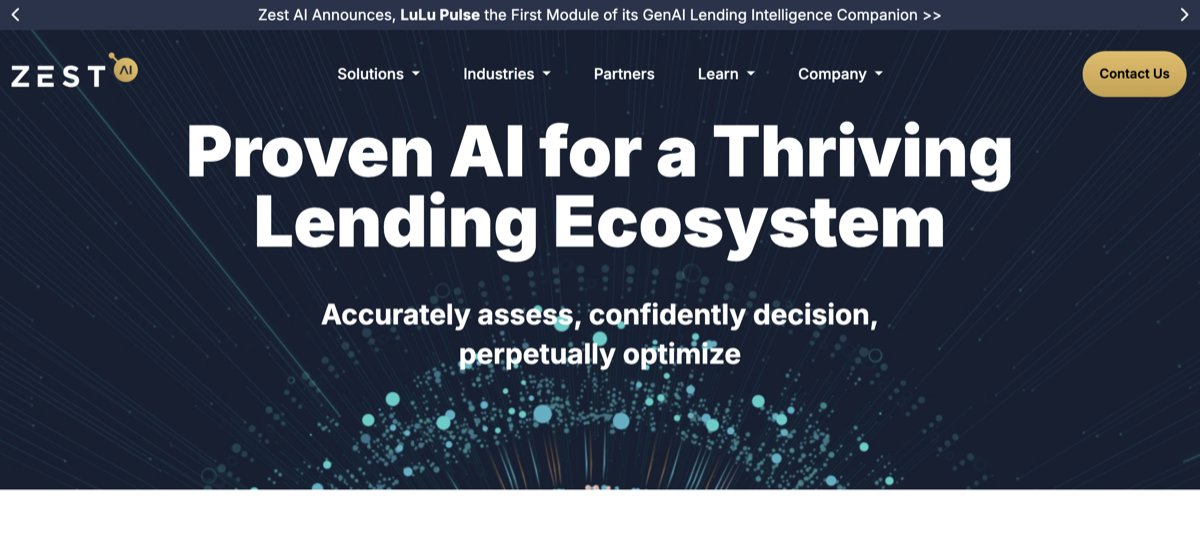 Zest AI Announces, LuLu Pulse the First Module of its GenAI Lending Intelligence Companion >>
ZEST AI
Solutions
Industries
Partners
Learn
Company
Contact Us
Proven AI for a Thriving
Lending Ecosystem
Accurately assess, confidently decision,
perpetually optimize